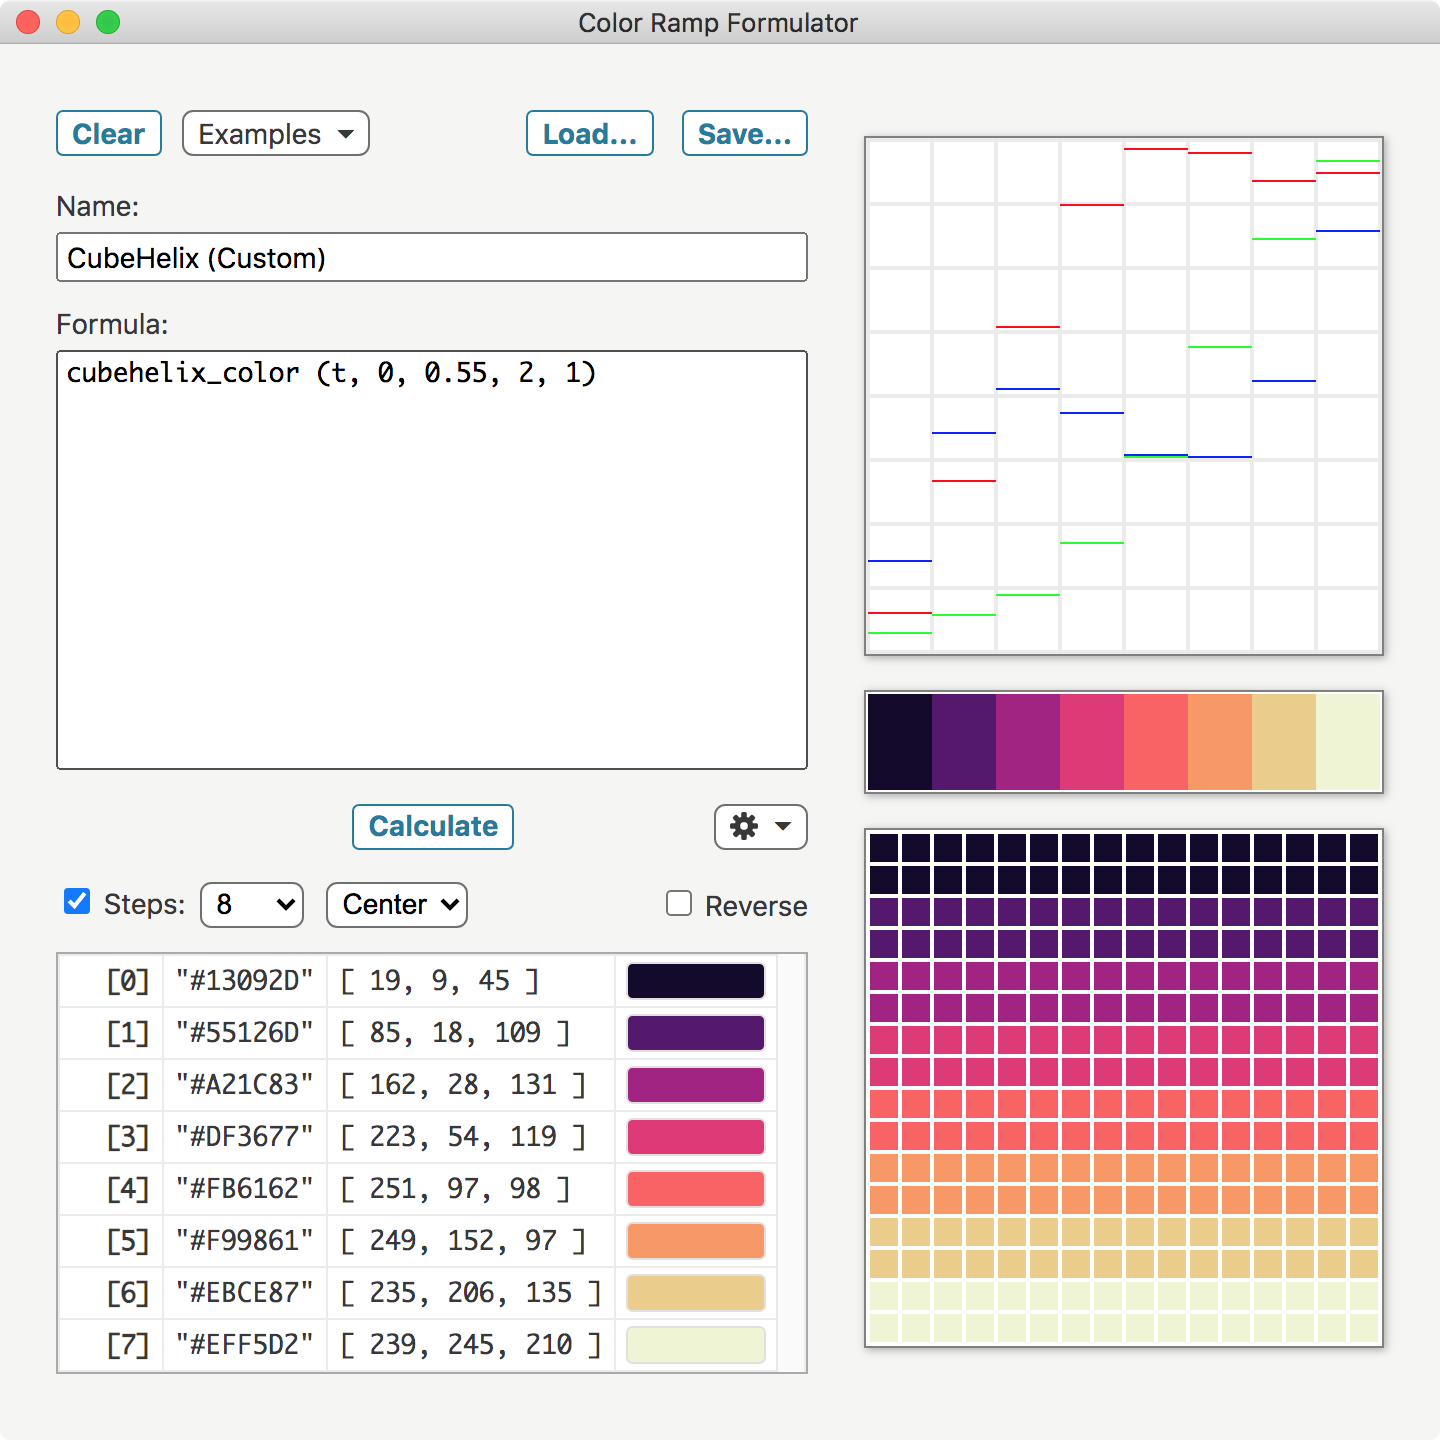 Color Ramp Formulator
Clear Examples Load... Save...
Name:
CubeHelix (Custom)
Formula:
cubehelix_color (t, 0, 0.55, 2, 1)
Calculate
Steps: 8 Center Reverse
[0] "#13092D" [ 19, 9, 45 ]
[1] "#55126D" [ 85, 18, 109 ]
[2] "#A21C83" [ 162, 28, 131 ]
[3] "#DF3677" [ 223, 54, 119 ]
[4] "#FB6162" [ 251, 97, 98 ]
[5] "#F99861" [ 249, 152, 97 ]
[6] "#EBCE87" [ 235, 206, 135 ]
[7] "#EFF5D2" [ 239, 245, 210 ]